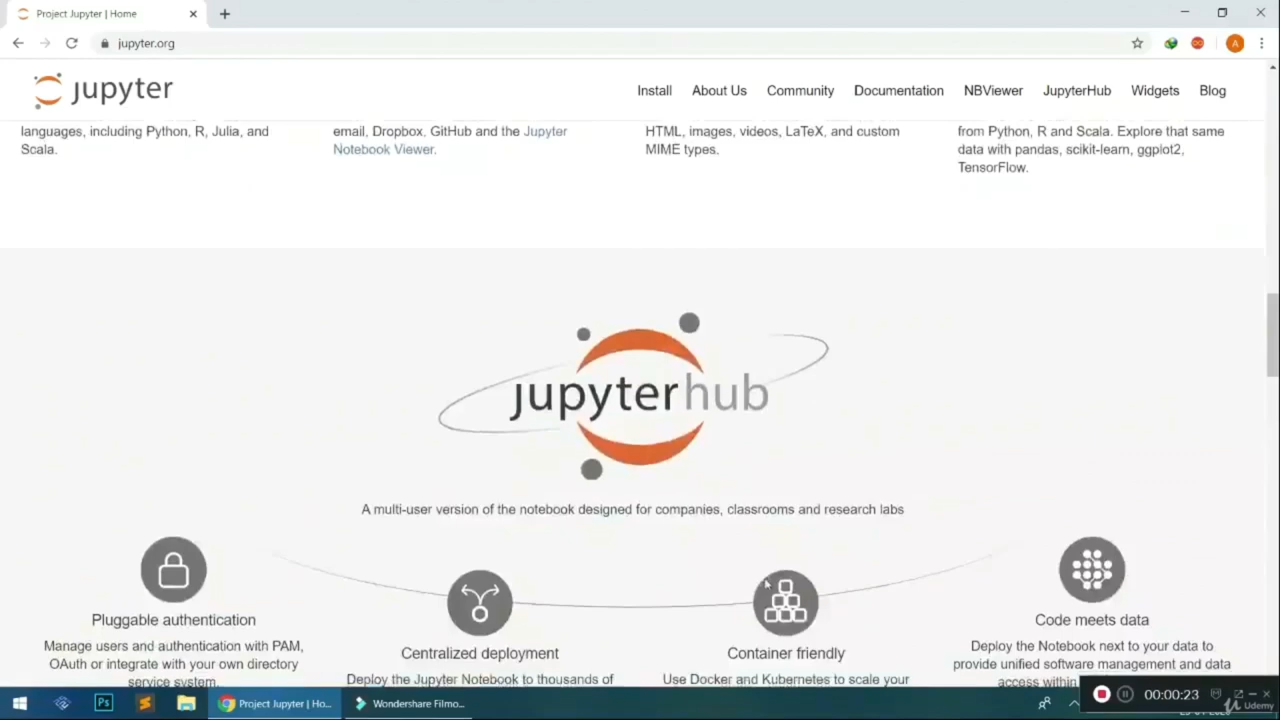 Project Jupyter | Home
jupyter.org
jupyter
Install About Us Community Documentation NBViewer JupyterHub Widgets Blog
languages, including Python, R, Julia, and
Scala.
email, Dropbox, GitHub and the Jupyter
Notebook Viewer.
HTML, images, videos, LaTeX, and custom
MIME types.
from Python, R and Scala. Explore that same
data with pandas, scikit-learn, ggplot2,
TensorFlow.
jupyterhub
A multi-user version of the notebook designed for companies, classrooms and research labs
Pluggable authentication
Manage users and authentication with PAM,
OAuth or integrate with your own directory
service system.
Centralized deployment
Deploy the Jupyter Notebook to thousands of
Container friendly
Use Docker and Kubernetes to scale your
Code meets data
Deploy the Notebook next to your data to
provide unified software management and data
access within
A
Ps
Project Jupyter | Ho...
Wondershare Filmo...
00:00:23
Udemy